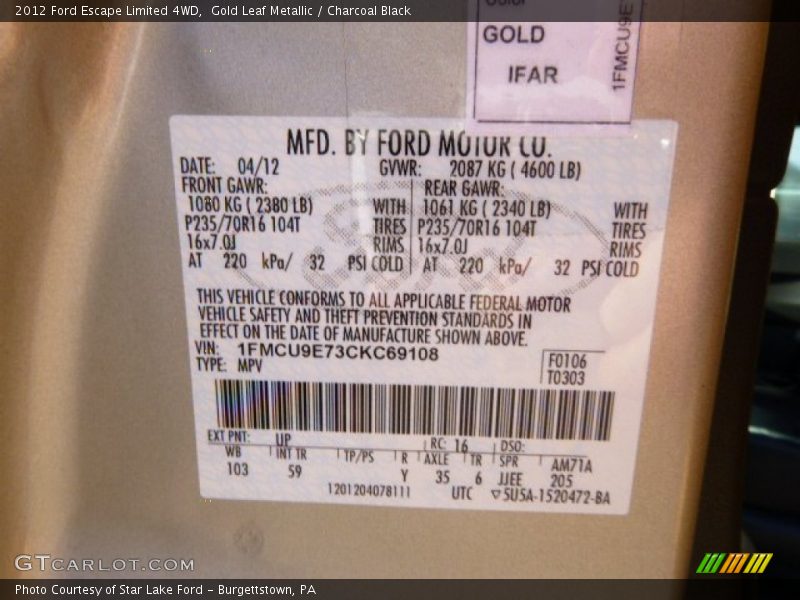 2012 Ford Escape Limited 4WD, Gold Leaf Metallic / Charcoal Black
GOLD
IFAR
1FMCU9E
MFD. BY FORD MOTOR CO.
DATE: 04/12 GVWR: 2087 KG ( 4600 LB)
FRONT GAWR: REAR GAWR:
1080 KG ( 2380 LB) WITH 1061 KG ( 2340 LB) WITH
P235/70R16 104T TIRES P235/70R16 104T TIRES
16x7.0J RIMS 16x7.0J RIMS
AT 220 kPa/ 32 PSI COLD AT 220 kPa/ 32 PSI COLD
THIS VEHICLE CONFORMS TO ALL APPLICABLE FEDERAL MOTOR
VEHICLE SAFETY AND THEFT PREVENTION STANDARDS IN
EFFECT ON THE DATE OF MANUFACTURE SHOWN ABOVE.
VIN: 1FMCU9E73CKC69108
TYPE: MPV
F0106
T0303
EXT PNT: UP RC: 16 DSO:
WB INT TR TP/PS R AXLE TR SPR AM71A
103 59 Y 35 6 JJEE 205
1201204078111 UTC ▽5U5A-1520472-BA
GTCARLOT.COM
Photo Courtesy of Star Lake Ford - Burgettstown, PA